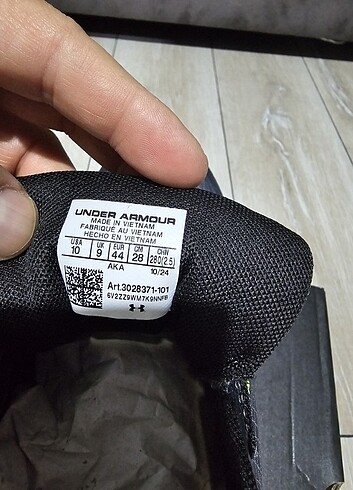 UNDER ARMOUR
MADE IN VIETNAM
FABRIQUÉ AU VIETNAM
HECHO EN VIETNAM
USA UK EUR CM CHN
10 9 44 28 280(2.5)
AKA 10/24
Art.3028371-101
6V2ZZ9WM7K9NNFB